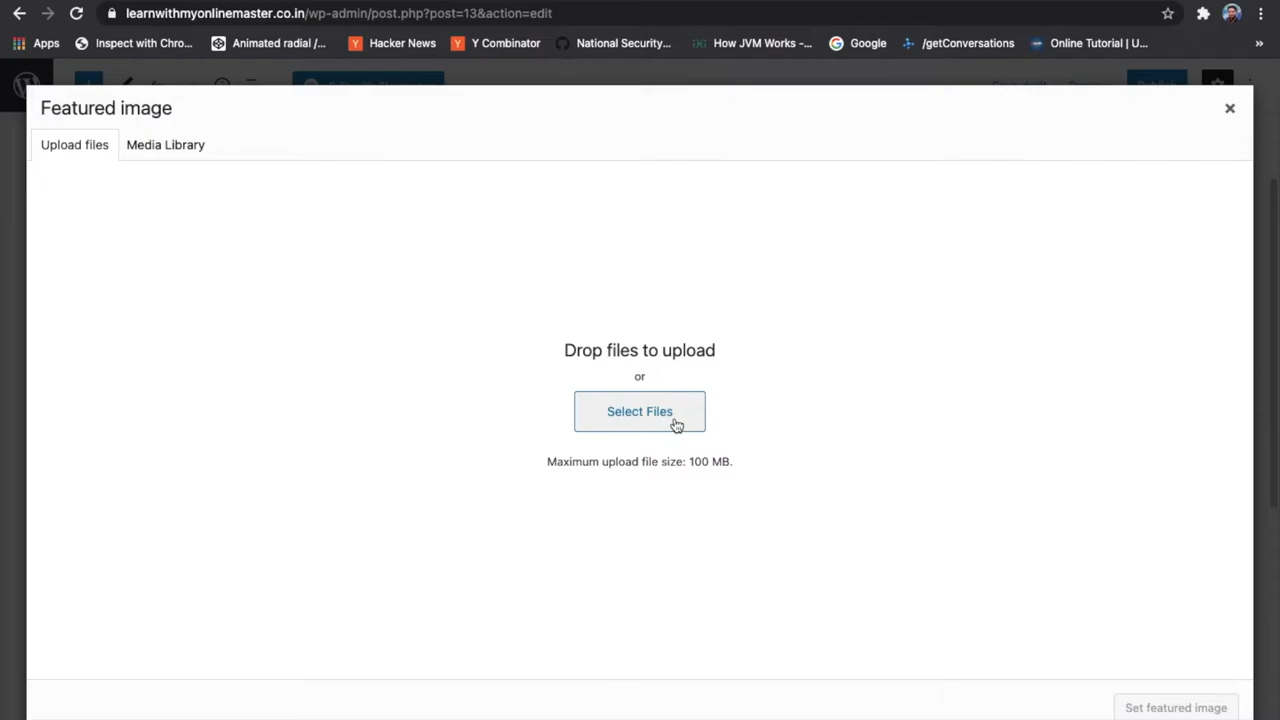 learnwithmyonlinemaster.co.in/wp-admin/post.php?post=13&action=edit
Apps Inspect with Chro... Animated radial /... Hacker News Y Combinator National Security... How JVM Works -... Google /getConversations Online Tutorial | U... »
Featured image
Upload files Media Library
Drop files to upload
or
Select Files
Maximum upload file size: 100 MB.
Set featured image